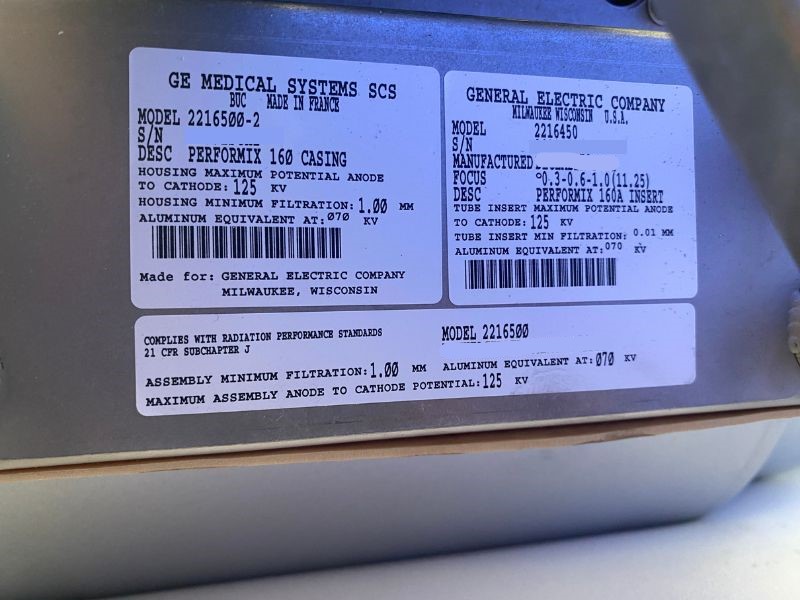 GE MEDICAL SYSTEMS SCS
BUC MADE IN FRANCE
MODEL 2216500-2
S/N
DESC PERFORMIX 160 CASING
HOUSING MAXIMUM POTENTIAL ANODE
TO CATHODE: 125 KV
HOUSING MINIMUM FILTRATION: 1.00 MM
ALUMINUM EQUIVALENT AT: 070 KV
Made for: GENERAL ELECTRIC COMPANY
MILWAUKEE, WISCONSIN
GENERAL ELECTRIC COMPANY
MILWAUKEE WISCONSIN U.S.A.
MODEL 2216450
S/N
MANUFACTURED
FOCUS °0.3-0.6-1.0(11.25)
DESC PERFORMIX 160A INSERT
TUBE INSERT MAXIMUM POTENTIAL ANODE
TO CATHODE: 125 KV
TUBE INSERT MIN FILTRATION: 0.01 MM
ALUMINUM EQUIVALENT AT: 070 KV
COMPLIES WITH RADIATION PERFORMANCE STANDARDS
21 CFR SUBCHAPTER J
MODEL 2216500
ASSEMBLY MINIMUM FILTRATION: 1.00 MM ALUMINUM EQUIVALENT AT: 070 KV
MAXIMUM ASSEMBLY ANODE TO CATHODE POTENTIAL: 125 KV